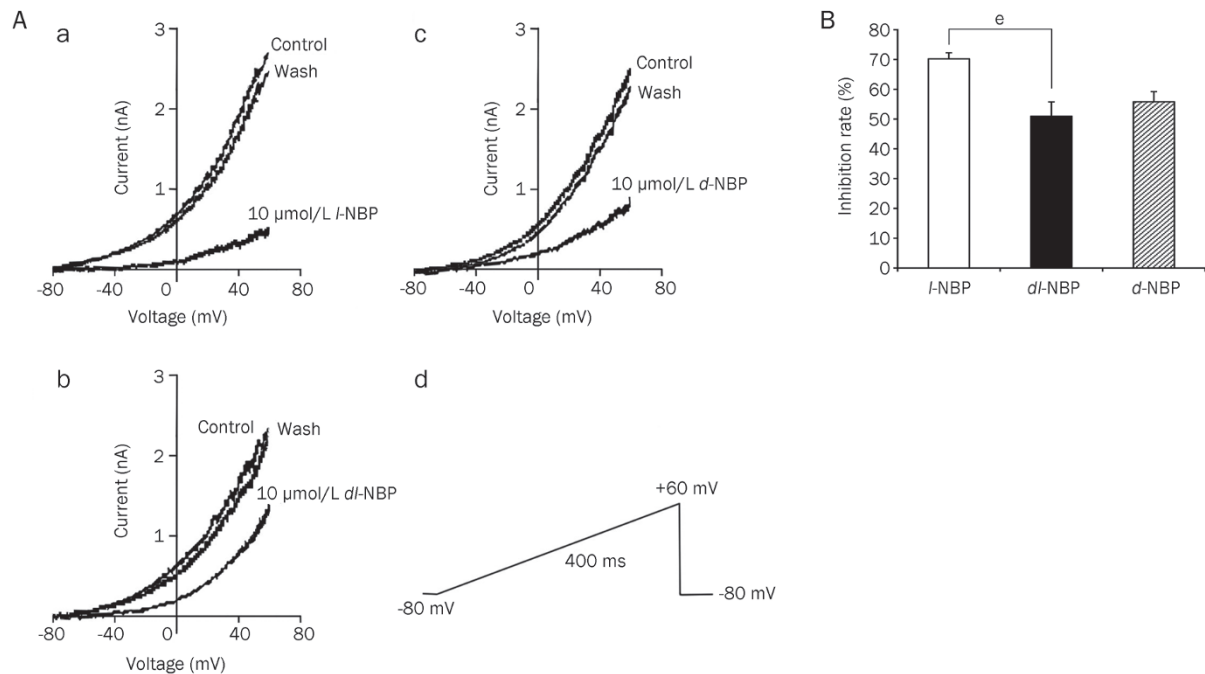 A
a
3
Control
Wash
2
Current (nA)
1
10 µmol/L l-NBP
-80
-40
0
40
80
Voltage (mV)
c
3
Control
Wash
2
Current (nA)
1
10 µmol/L d-NBP
-80
-40
0
40
80
Voltage (mV)
B
e
80
70
60
50
40
30
20
10
0
Inhibition rate (%)
l-NBP
dl-NBP
d-NBP
b
3
Control
Wash
2
Current (nA)
10 µmol/L dl-NBP
1
-80
-40
0
40
80
Voltage (mV)
d
+60 mV
400 ms
-80 mV
-80 mV